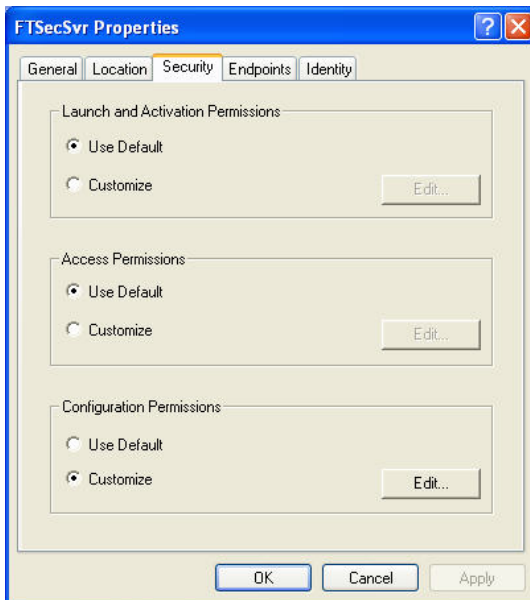 FTSecSvr Properties
General Location Security Endpoints Identity
Launch and Activation Permissions
Use Default
Customize
Edit...
Access Permissions
Use Default
Customize
Edit...
Configuration Permissions
Use Default
Customize
Edit...
OK Cancel Apply